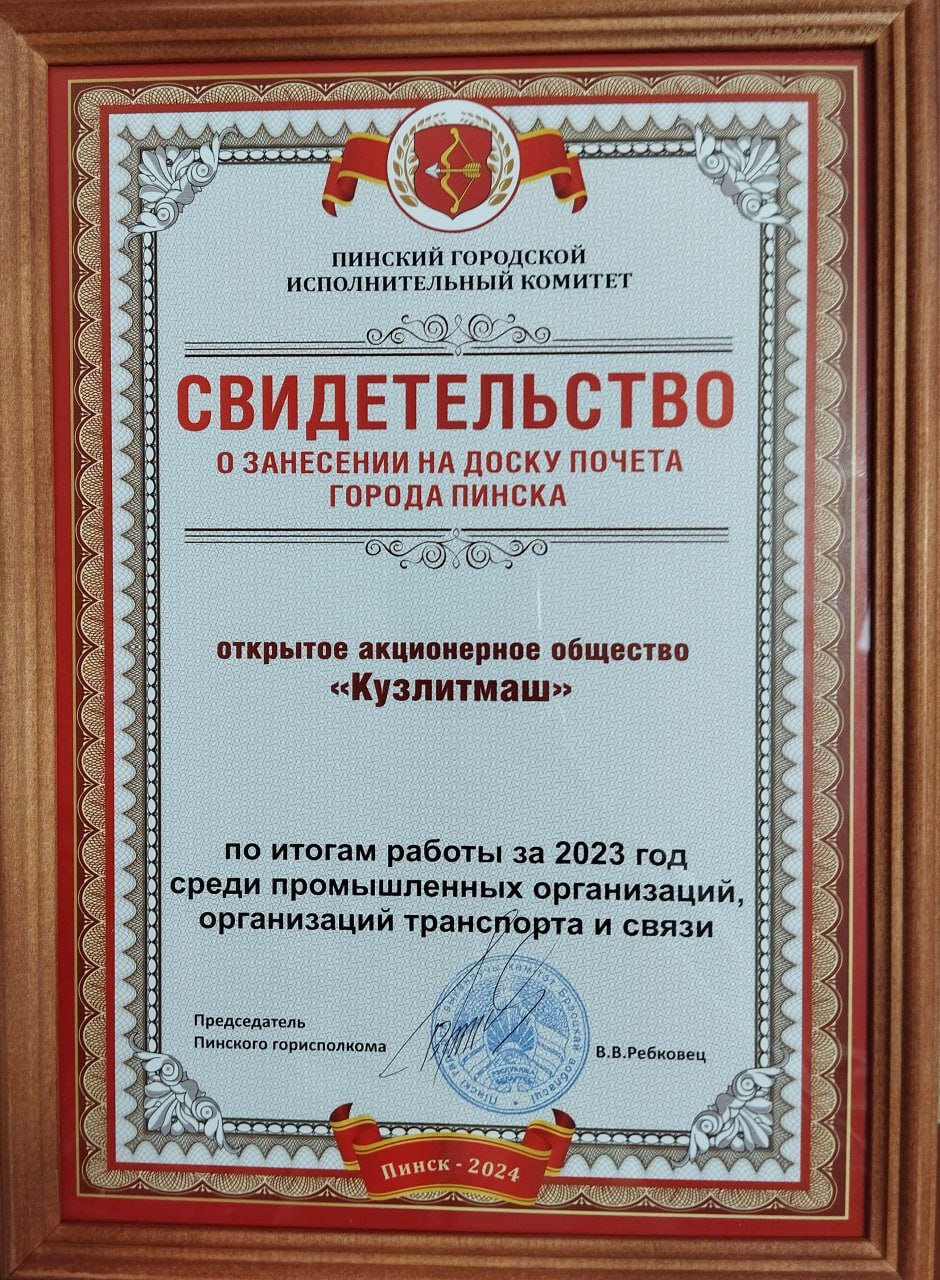 ПИНСКИЙ ГОРОДСКОЙ
ИСПОЛНИТЕЛЬНЫЙ КОМИТЕТ
СВИДЕТЕЛЬСТВО
О ЗАНЕСЕНИИ НА ДОСКУ ПОЧЕТА
ГОРОДА ПИНСКА
открытое акционерное общество
«Кузлитмаш»
по итогам работы за 2023 год
среди промышленных организаций,
организаций транспорта и связи
Председатель
Пинского горисполкома
В.В.Ребковец
Пинск - 2024